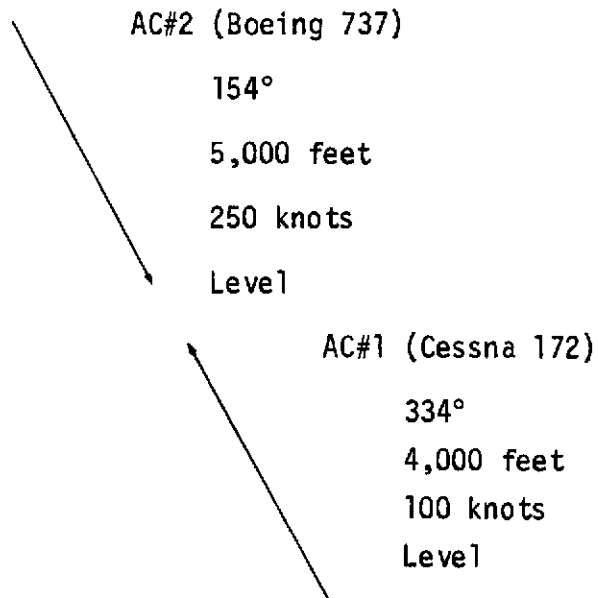 AC#2 (Boeing 737)
154°
5,000 feet
250 knots
Level
AC#1 (Cessna 172)
334°
4,000 feet
100 knots
Level